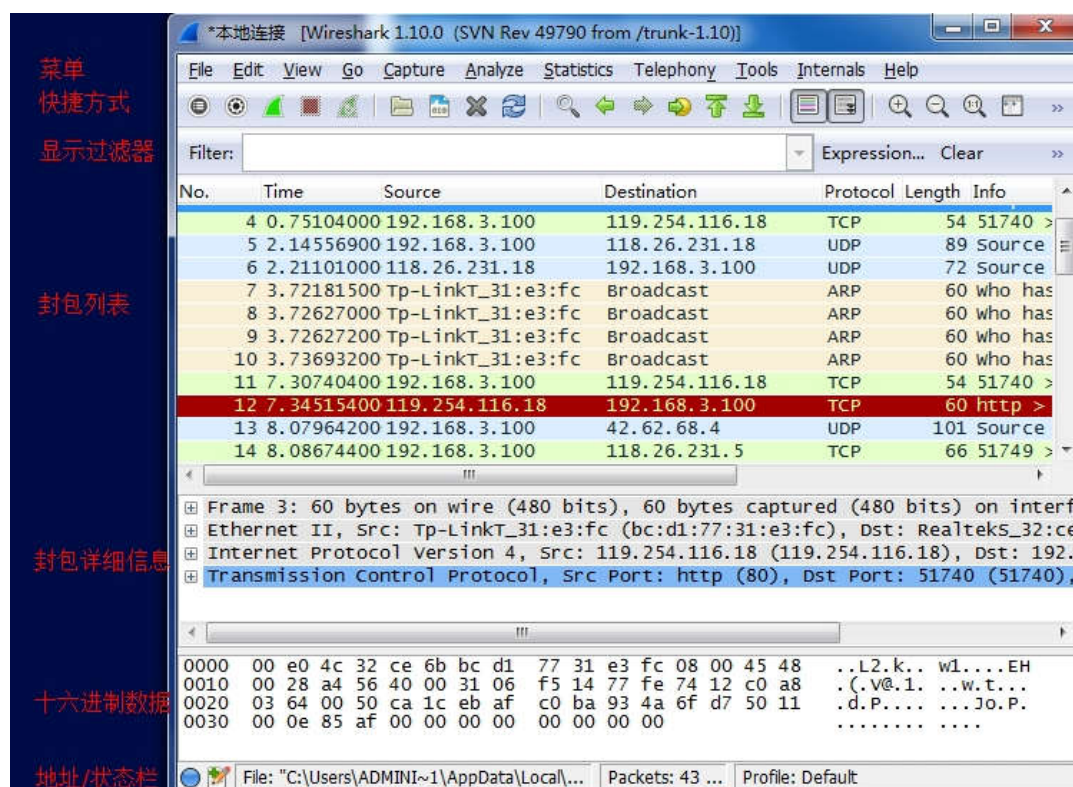 *本地连接 [Wireshark 1.10.0 (SVN Rev 49790 from /trunk-1.10)]
菜单
File Edit View Go Capture Analyze Statistics Telephony Tools Internals Help
快捷方式
显示过滤器
Filter: Expression... Clear
No. Time Source Destination Protocol Length Info
4 0.75104000 192.168.3.100 119.254.116.18 TCP 54 51740 >
5 2.14556900 192.168.3.100 118.26.231.18 UDP 89 Source
6 2.21101000 118.26.231.18 192.168.3.100 UDP 72 Source
7 3.72181500 Tp-LinkT_31:e3:fc Broadcast ARP 60 Who has
封包列表
8 3.72627000 Tp-LinkT_31:e3:fc Broadcast ARP 60 Who has
9 3.72627200 Tp-LinkT_31:e3:fc Broadcast ARP 60 Who has
10 3.73693200 Tp-LinkT_31:e3:fc Broadcast ARP 60 Who has
11 7.30740400 192.168.3.100 119.254.116.18 TCP 54 51740 >
12 7.34515400 119.254.116.18 192.168.3.100 TCP 60 http >
13 8.07964200 192.168.3.100 42.62.68.4 UDP 101 Source
14 8.08674400 192.168.3.100 118.26.231.5 TCP 66 51749 >
Frame 3: 60 bytes on wire (480 bits), 60 bytes captured (480 bits) on interf
Ethernet II, Src: Tp-LinkT_31:e3:fc (bc:d1:77:31:e3:fc), Dst: RealtekS_32:ce
Internet Protocol Version 4, Src: 119.254.116.18 (119.254.116.18), Dst: 192.
封包详细信息
Transmission Control Protocol, Src Port: http (80), Dst Port: 51740 (51740),
0000 00 e0 4c 32 ce 6b bc d1 77 31 e3 fc 08 00 45 48 ..L2.k.. w1....EH
0010 00 28 a4 56 40 00 31 06 f5 14 77 fe 74 12 c0 a8 .(.V@.1. ..w.t...
十六进制数据
0020 03 64 00 50 ca 1c eb af c0 ba 93 4a 6f d7 50 11 .d.P.... ...Jo.P.
0030 00 0e 85 af 00 00 00 00 00 00 00 00 ........ ....
地址/状态栏
File: "C:\Users\ADMINI~1\AppData\Local\... Packets: 43 ... Profile: Default